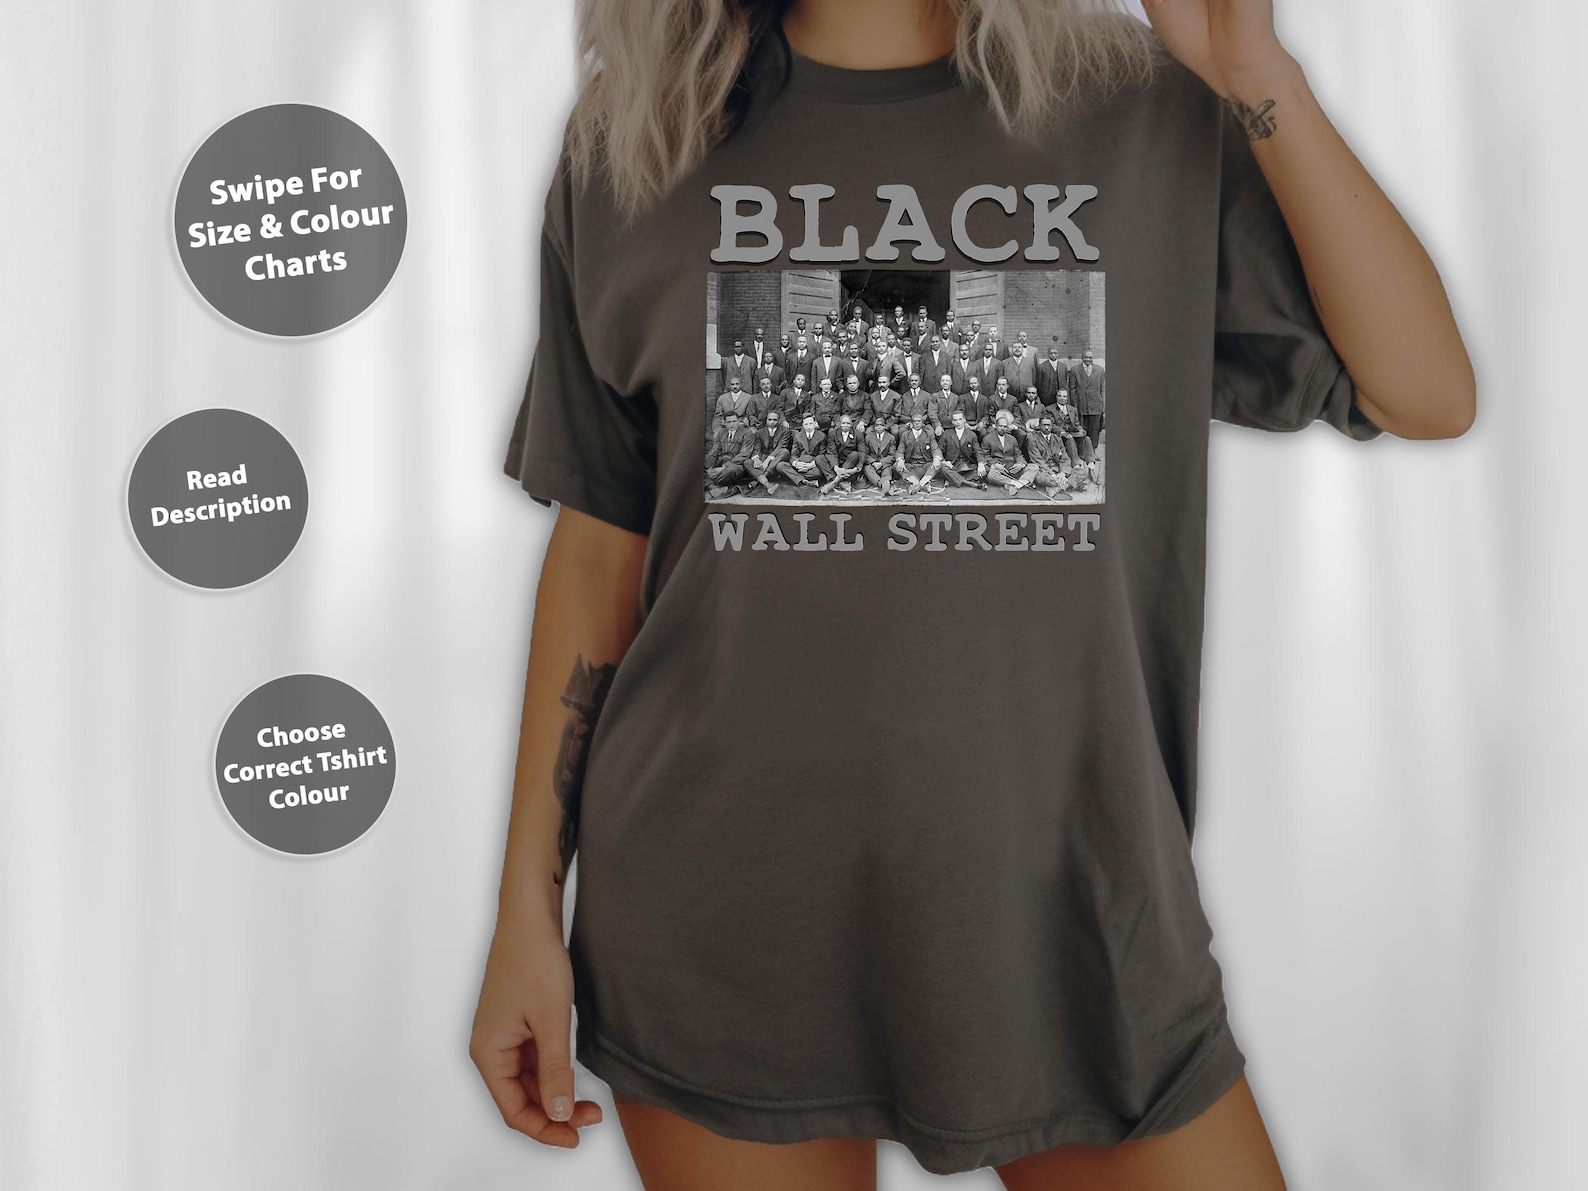 Swipe For
Size & Colour
Charts
Read
Description
Choose
Correct Tshirt
Colour
BLACK
WALL STREET